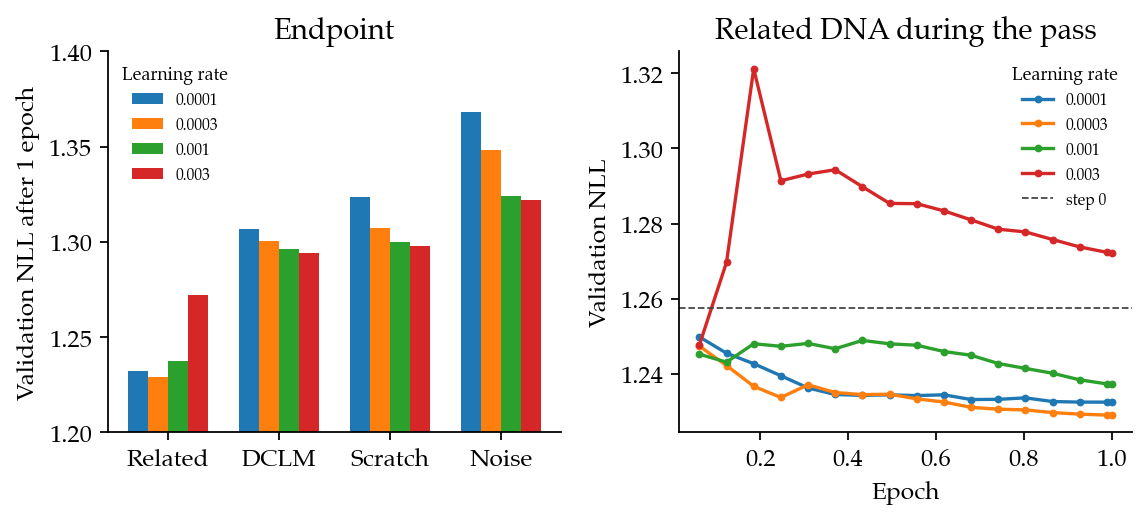 Endpoint
Validation NLL after 1 epoch
1.40
1.35
1.30
1.25
1.20
Learning rate
0.0001
0.0003
0.001
0.003
Related DCLM Scratch Noise
Related DNA during the pass
Validation NLL
1.32
1.30
1.28
1.26
1.24
Learning rate
0.0001
0.0003
0.001
0.003
step 0
0.2 0.4 0.6 0.8 1.0
Epoch